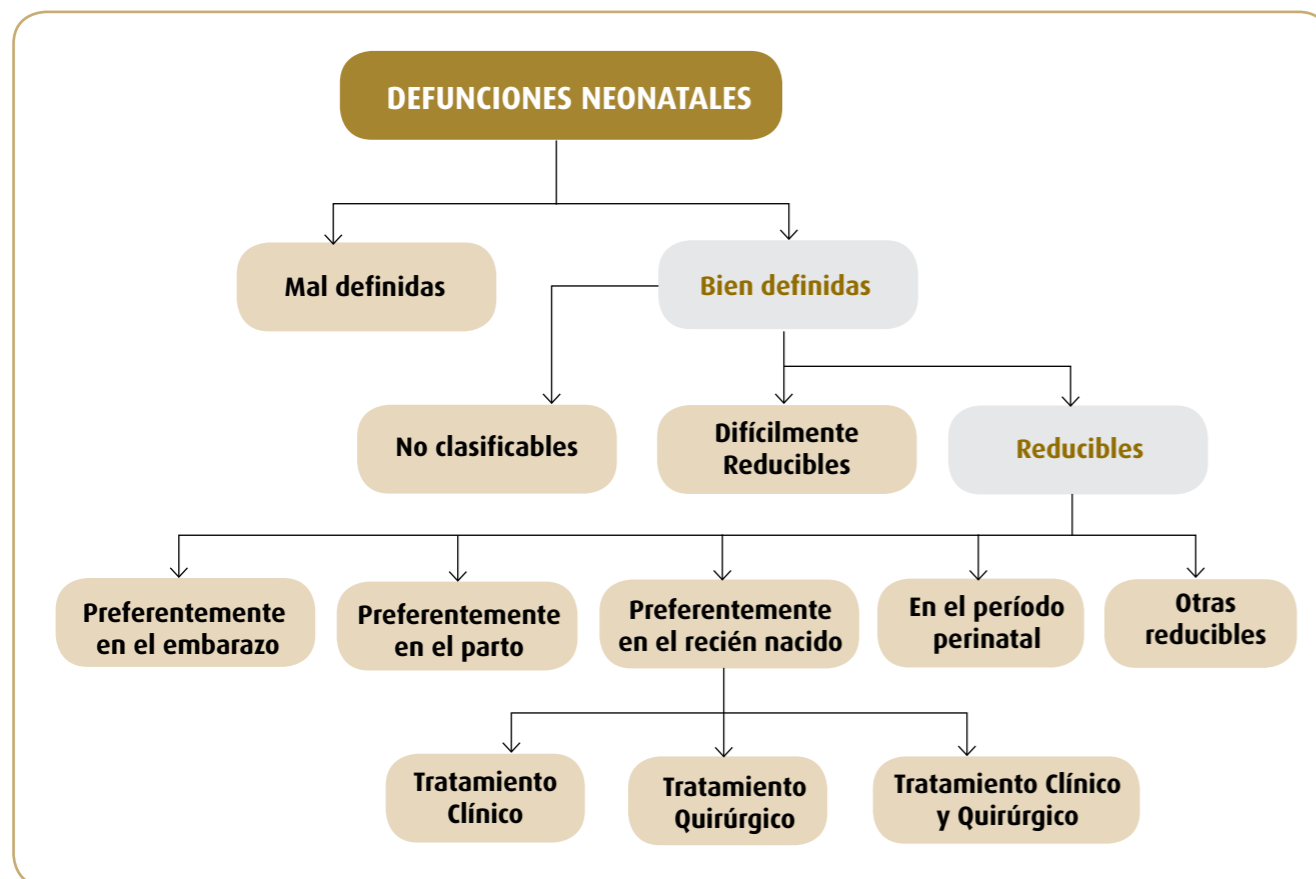 DEFUNCIONES NEONATALES
Mal definidas
Bien definidas
No clasificables
Difícilmente
Reducibles
Reducibles
Preferentemente
en el embarazo
Preferentemente
en el parto
Preferentemente
en el recién nacido
En el período
perinatal
Otras
reducibles
Tratamiento
Clínico
Tratamiento
Quirúrgico
Tratamiento Clínico
y Quirúrgico